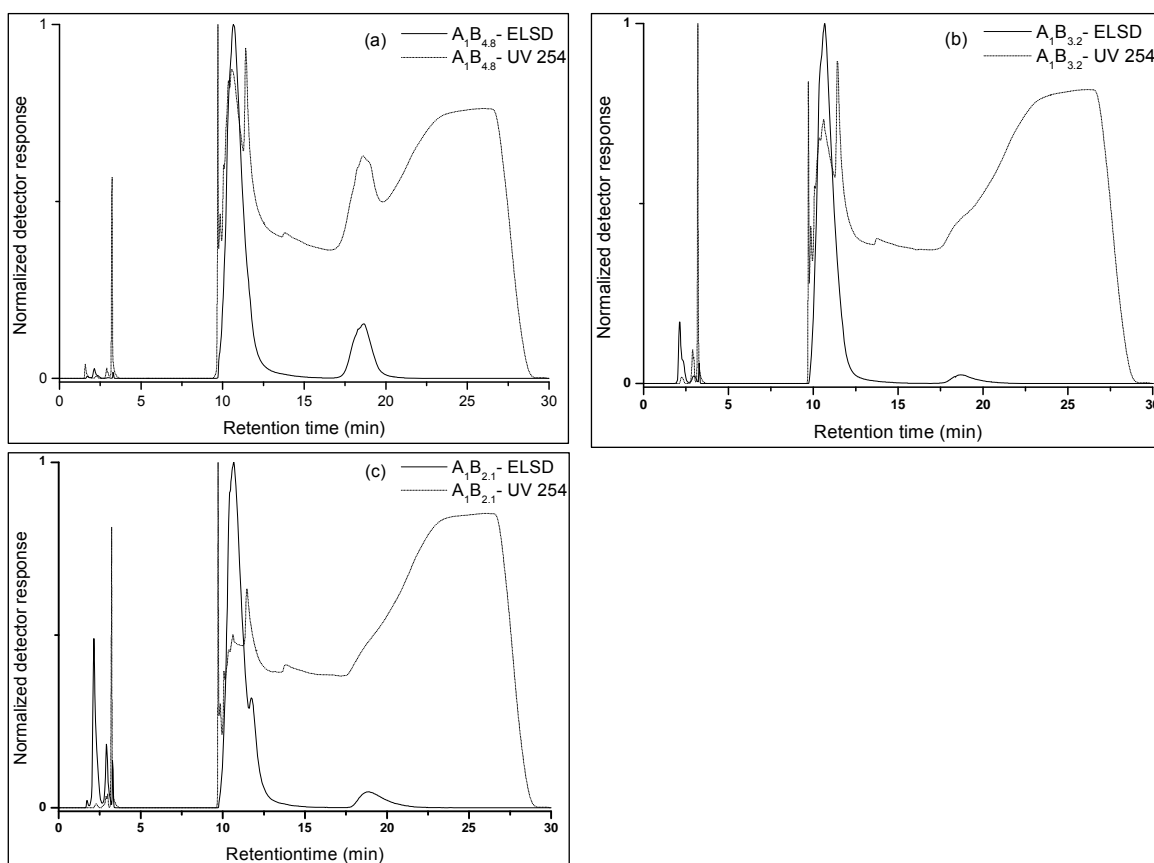 1
(a)
A₁B₄.₈- ELSD
A₁B₄.₈- UV 254
Normalized detector response
0
0 5 10 15 20 25 30
Retention time (min)
1
(b)
A₁B₃.₂- ELSD
A₁B₃.₂- UV 254
Normalized detector response
0
0 5 10 15 20 25 30
Retention time (min)
1
(c)
A₁B₂.₁- ELSD
A₁B₂.₁- UV 254
Normalized detector response
0
0 5 10 15 20 25 30
Retentiontime (min)